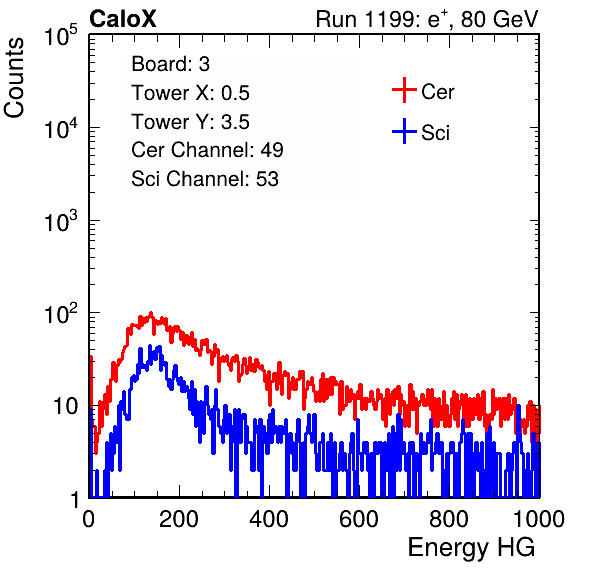 CaloX Run 1199: e⁺, 80 GeV
Counts
10⁵
10⁴
10³
10²
10
1
Board: 3
Tower X: 0.5
Tower Y: 3.5
Cer Channel: 49
Sci Channel: 53
Cer
Sci
0 200 400 600 800 1000
Energy HG